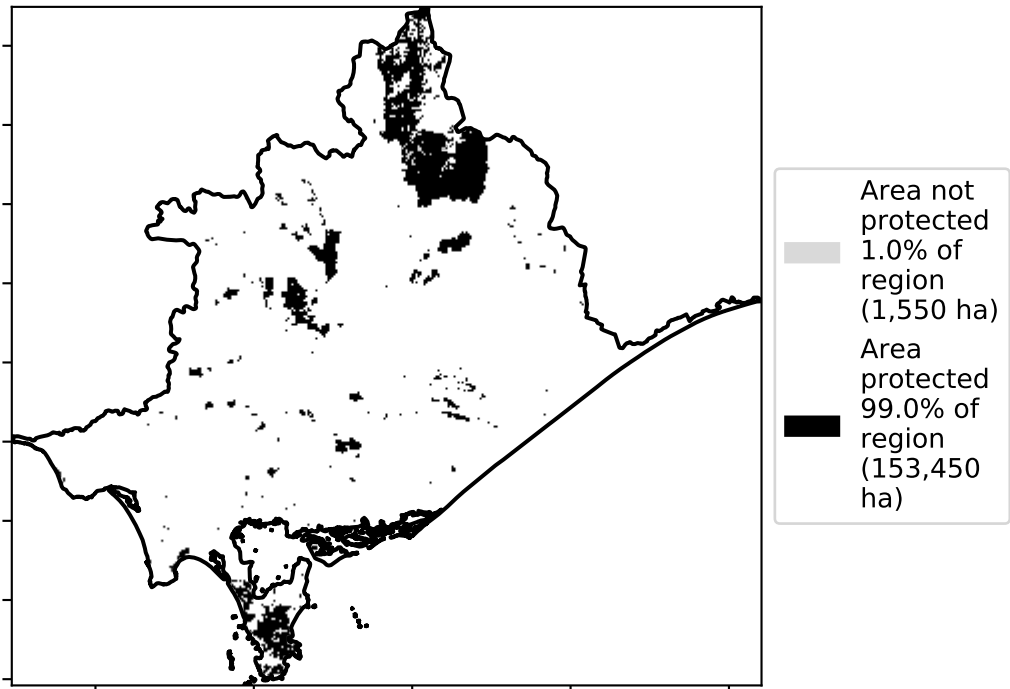 Area not
protected
1.0% of
region
(1,550 ha)
Area
protected
99.0% of
region
(153,450
ha)